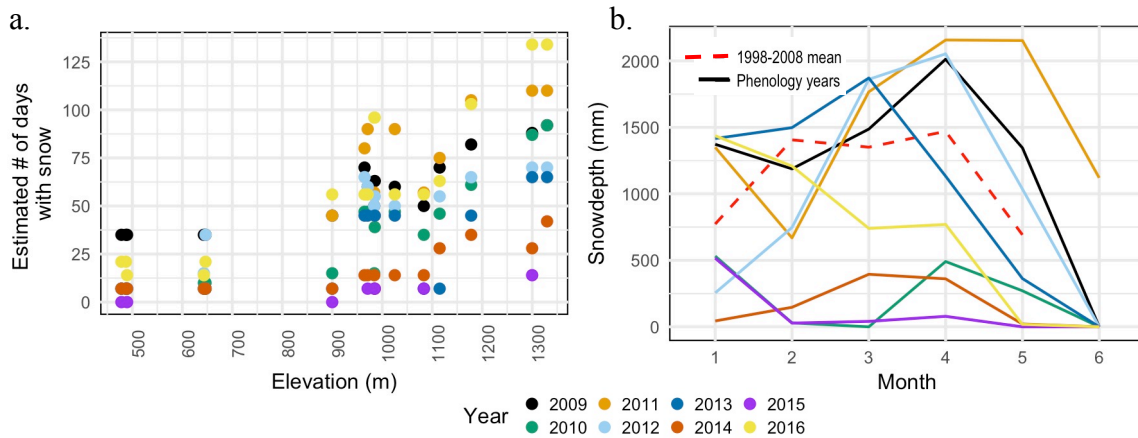 a.
Estimated # of days
with snow
125
100
75
50
25
0
500
600
700
800
900
1000
1100
1200
1300
Elevation (m)
b.
Snowdepth (mm)
2000
1500
1000
500
0
1998-2008 mean
Phenology years
1 2 3 4 5 6
Month
Year
2009 2011 2013 2015
2010 2012 2014 2016